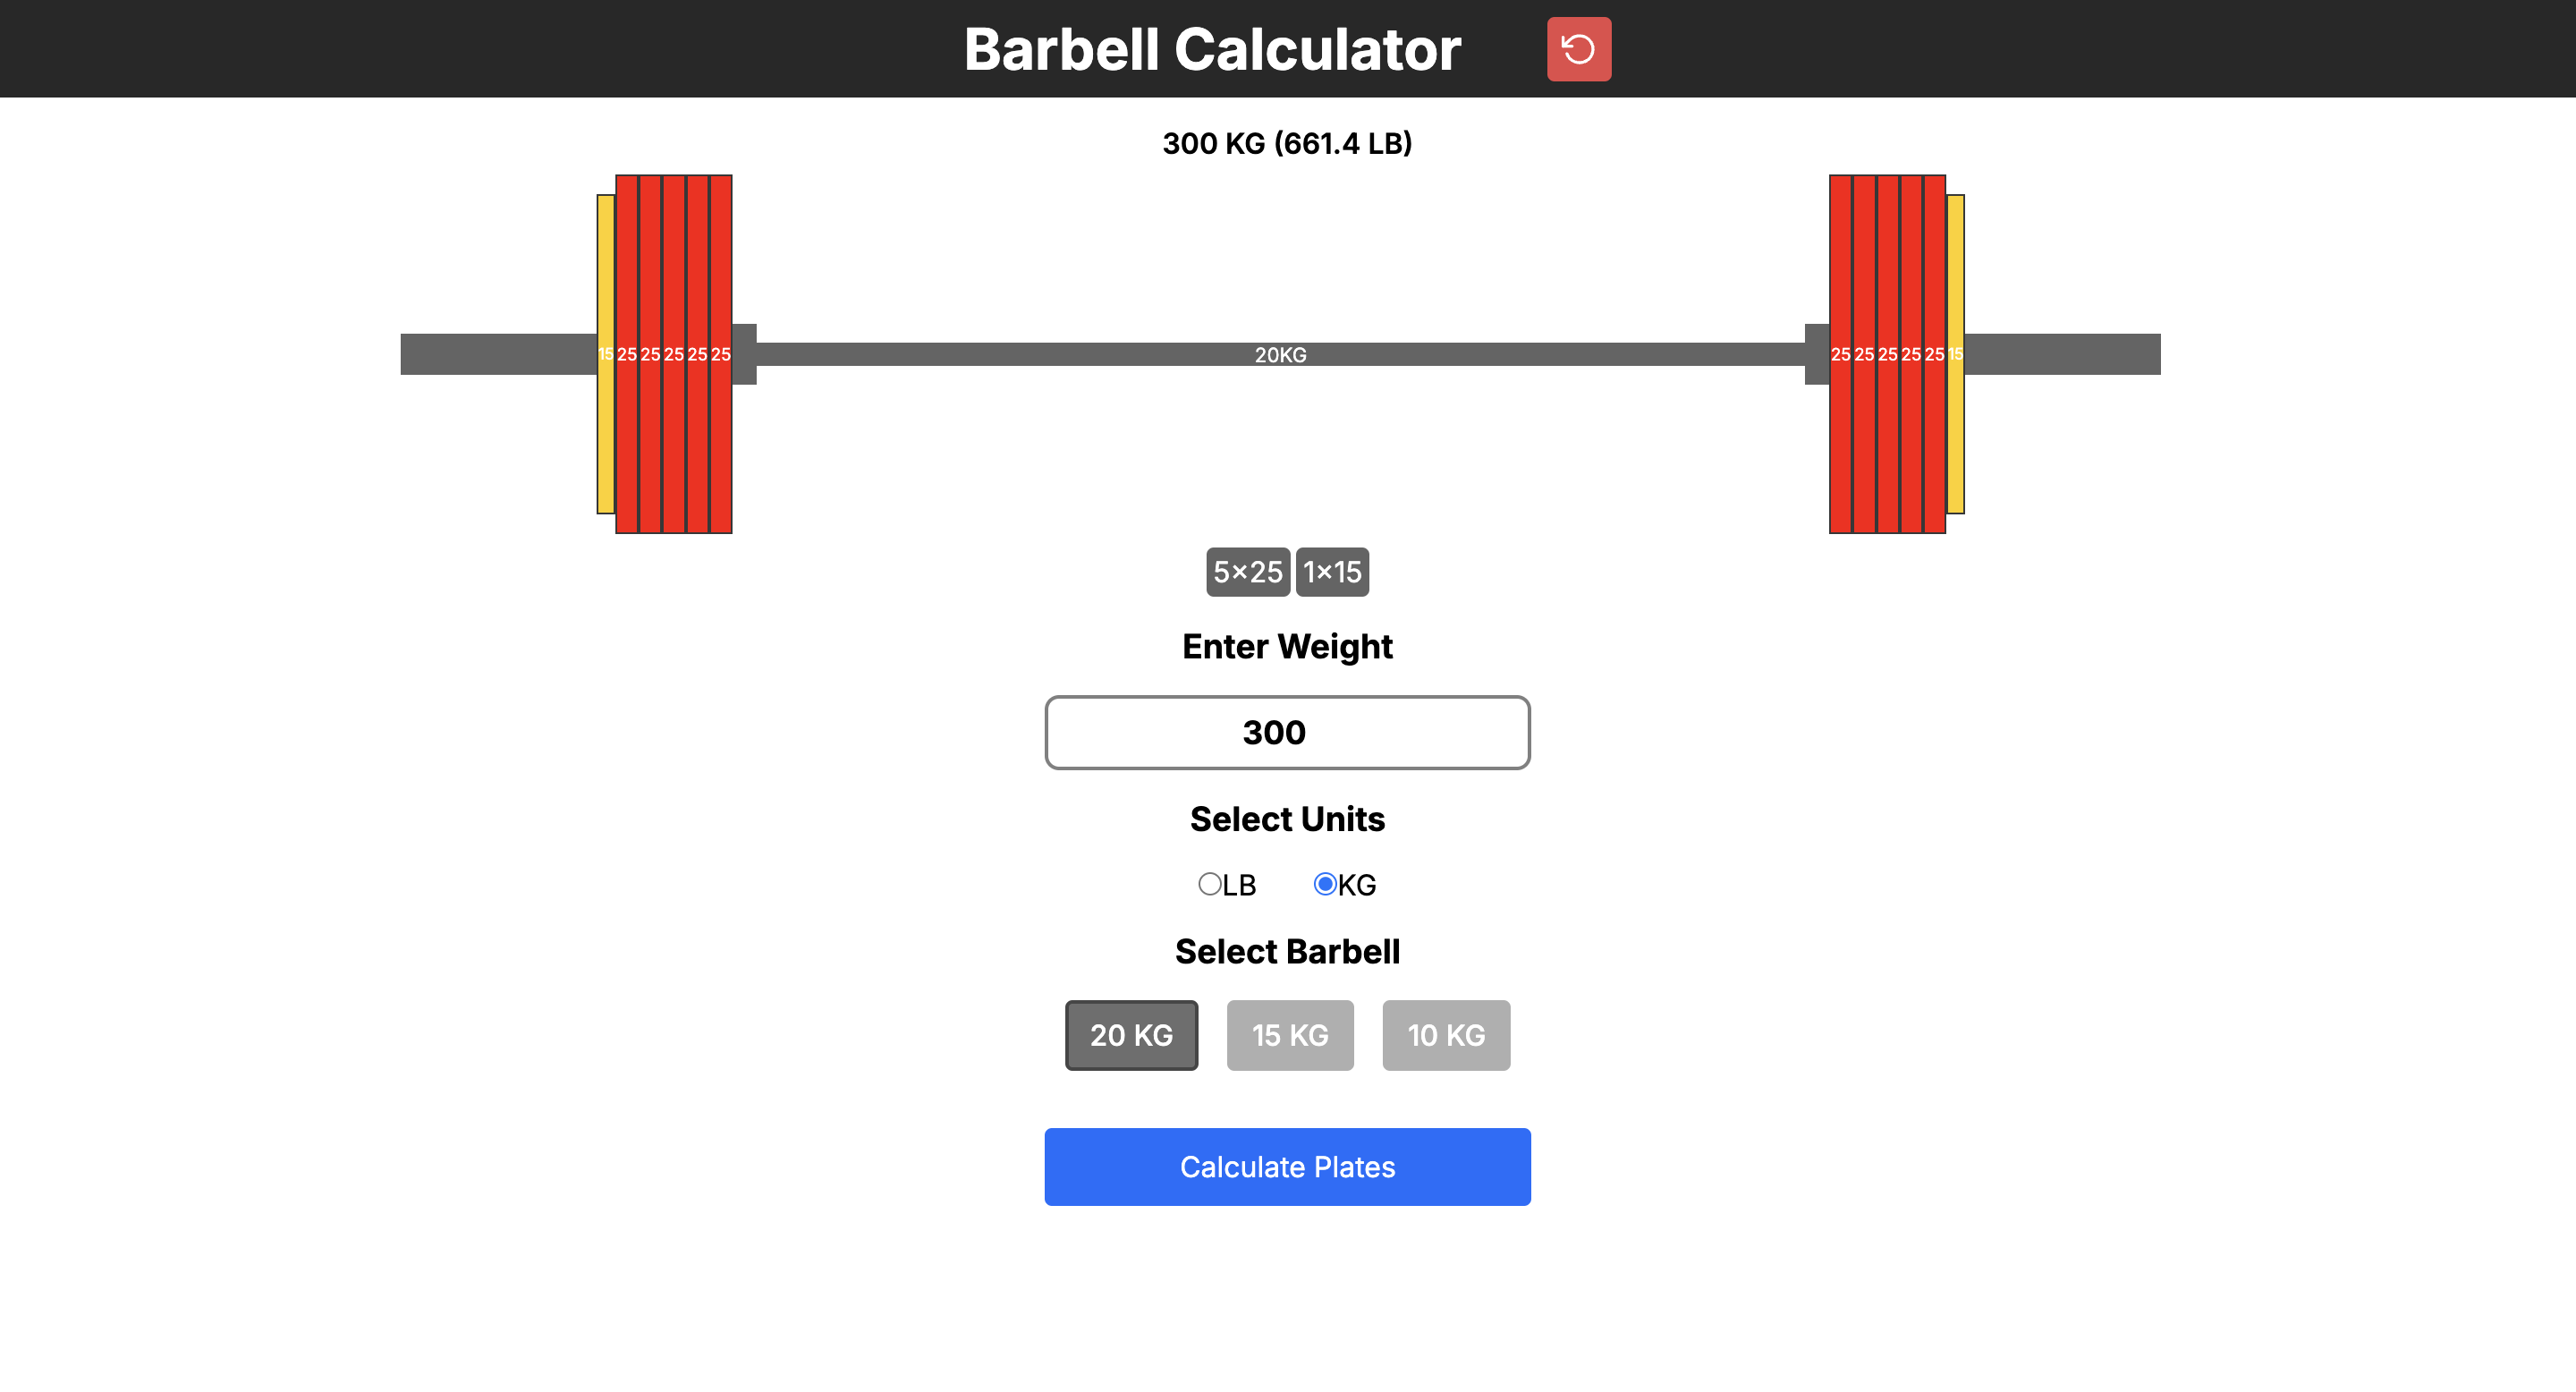 Barbell Calculator
300 KG (661.4 LB)
15 25 25 25 25 25 20KG 25 25 25 25 25 15
5×25 1×15
Enter Weight
300
Select Units
LB KG
Select Barbell
20 KG 15 KG 10 KG
Calculate Plates